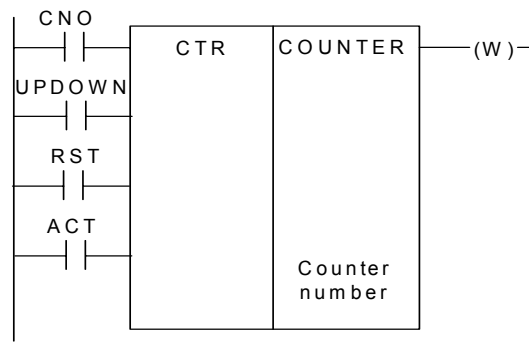 CNO
CTR COUNTER (W)
UPDOWN
RST
ACT
Counter
number